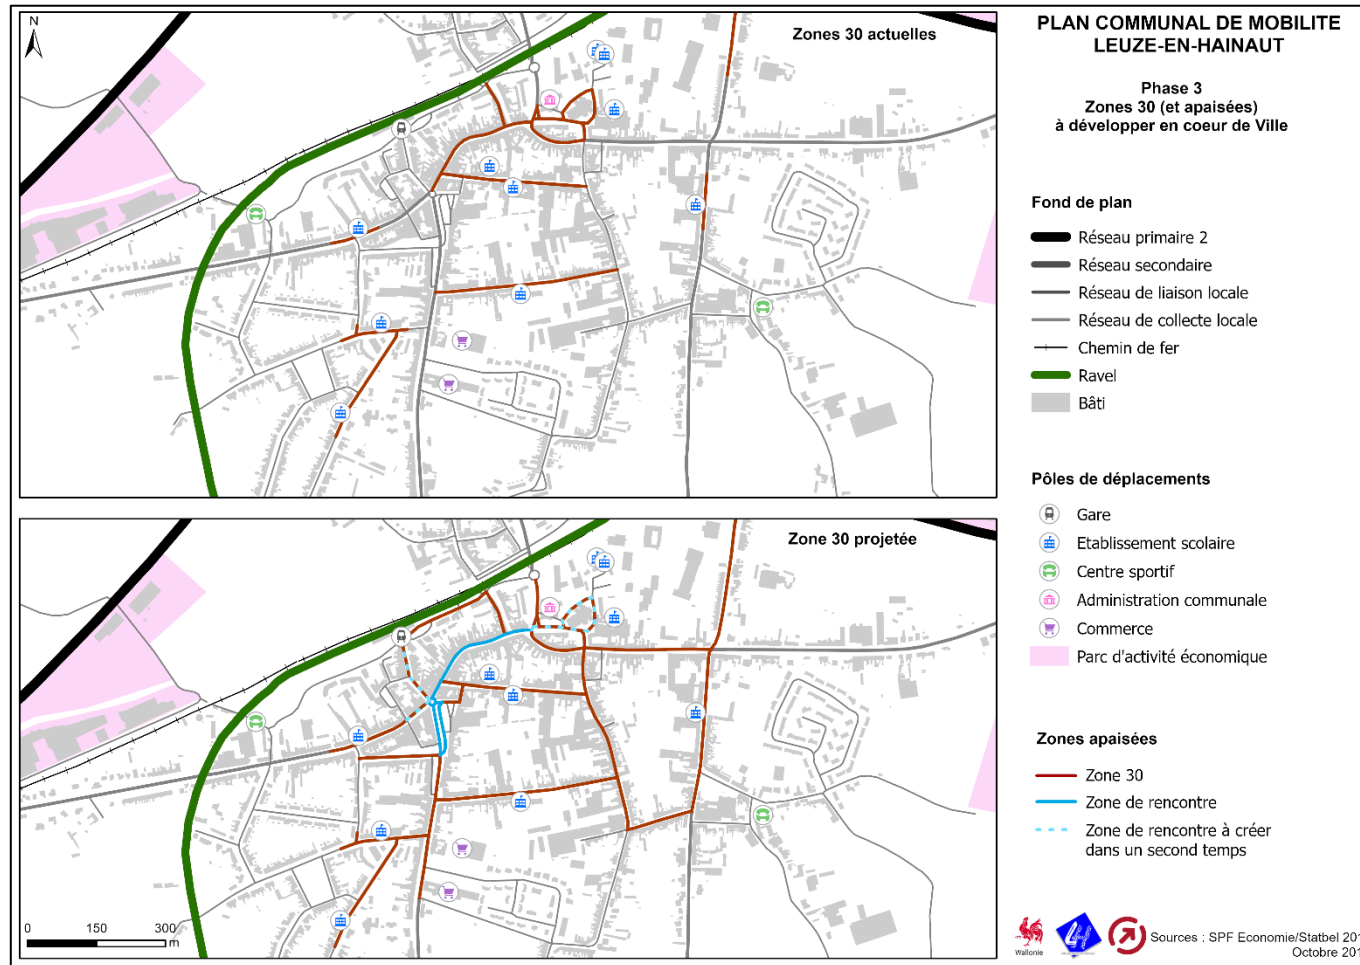 N
Zones 30 actuelles
Zone 30 projetée
0 150 300
m
PLAN COMMUNAL DE MOBILITE
LEUZE-EN-HAINAUT
Phase 3
Zones 30 (et apaisées)
à développer en coeur de Ville
Fond de plan
Réseau primaire 2
Réseau secondaire
Réseau de liaison locale
Réseau de collecte locale
Chemin de fer
Ravel
Bâti
Pôles de déplacements
Gare
Etablissement scolaire
Centre sportif
Administration communale
Commerce
Parc d'activité économique
Zones apaisées
Zone 30
Zone de rencontre
Zone de rencontre à créer
dans un second temps
Wallonie
Sources : SPF Economie/Statbel 201
Octobre 201